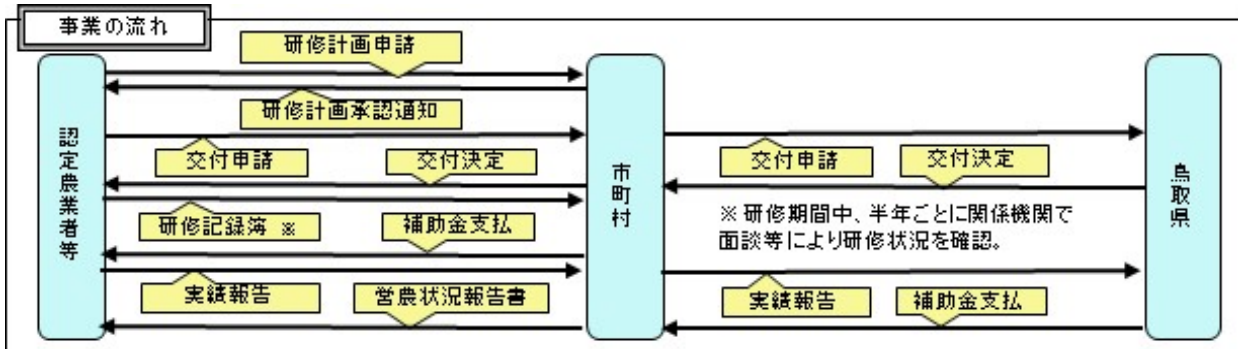 事業の流れ
研修計画申請
研修計画承認通知
認定農業者等
市町村
鳥取県
交付申請
交付決定
交付申請
交付決定
研修記録簿 ※
補助金支払
※ 研修期間中、半年ごとに関係機関で
面談等により研修状況を確認。
実績報告
営農状況報告書
実績報告
補助金支払